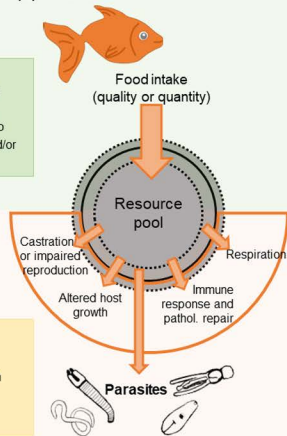 Food intake
(quality or quantity)
d/or
Resource
pool
Castration
or impaired
reproduction
Respiration
Altered host
growth
Immune
response and
pathol. repair
Parasites